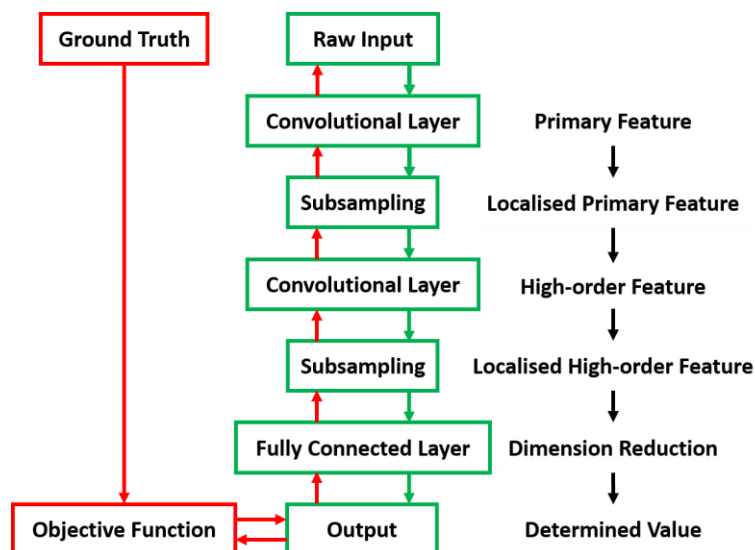 Ground Truth
Raw Input
Convolutional Layer
Primary Feature
Subsampling
Localised Primary Feature
Convolutional Layer
High-order Feature
Subsampling
Localised High-order Feature
Fully Connected Layer
Dimension Reduction
Objective Function
Output
Determined Value